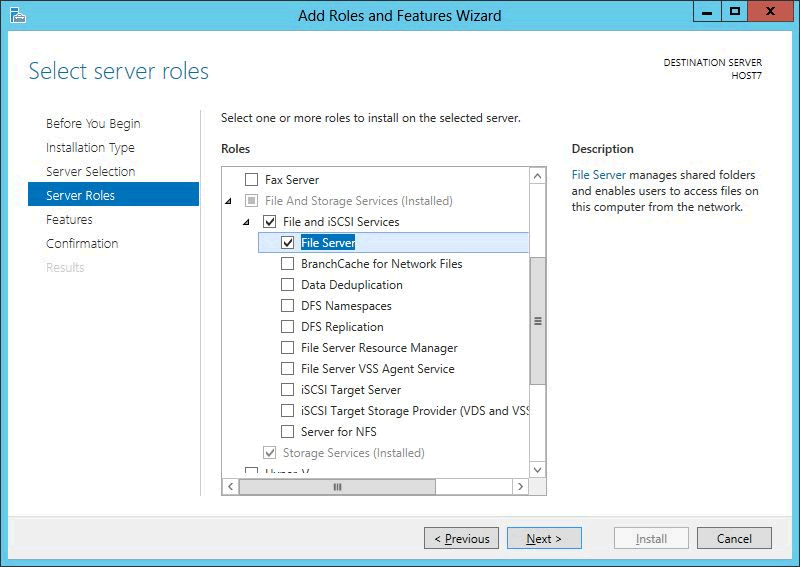 Add Roles and Features Wizard
Select server roles
DESTINATION SERVER
HOST7
Before You Begin
Installation Type
Server Selection
Server Roles
Features
Confirmation
Results
Select one or more roles to install on the selected server.
Roles
Fax Server
File And Storage Services (Installed)
File and iSCSI Services
File Server
BranchCache for Network Files
Data Deduplication
DFS Namespaces
DFS Replication
File Server Resource Manager
File Server VSS Agent Service
iSCSI Target Server
iSCSI Target Storage Provider (VDS and VSS
Server for NFS
Storage Services (Installed)
Hyper-V
Description
File Server manages shared folders
and enables users to access files on
this computer from the network.
< Previous
Next >
Install
Cancel